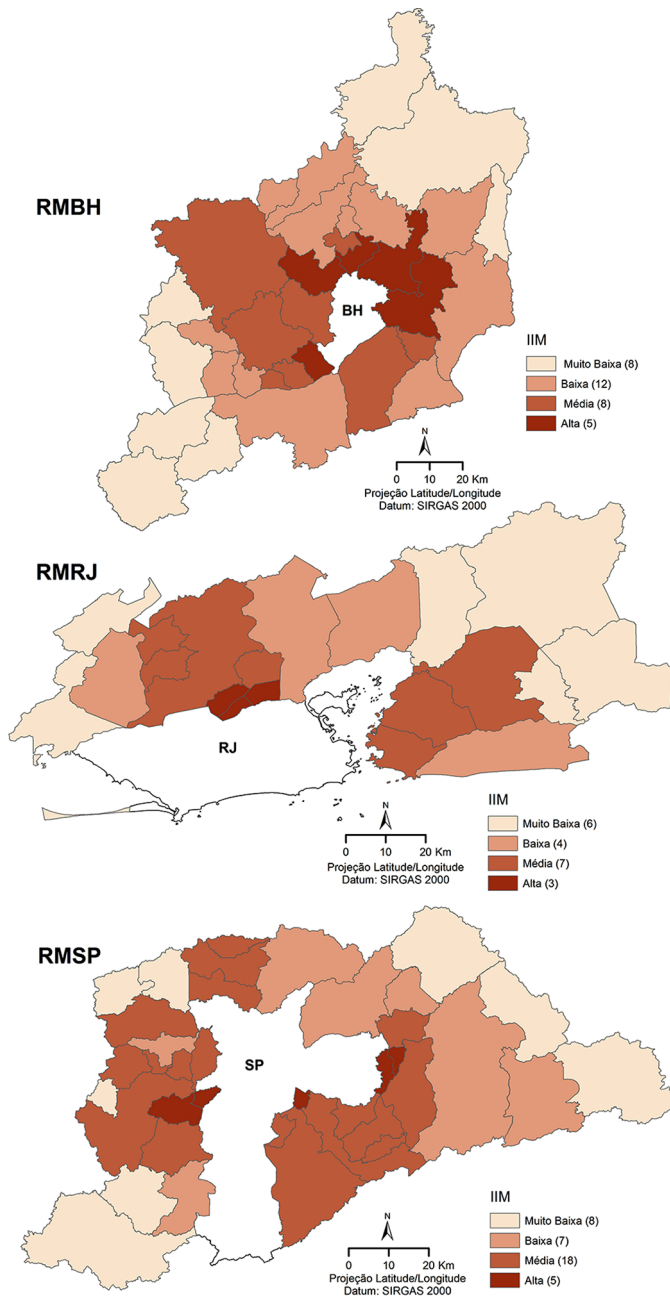 RMBH
BH
IIM
Muito Baixa (8)
Baixa (12)
Média (8)
Alta (5)
N
0 10 20 Km
Projeção Latitude/Longitude
Datum: SIRGAS 2000
RMRJ
RJ
IIM
Muito Baixa (6)
Baixa (4)
Média (7)
Alta (3)
N
0 10 20 Km
Projeção Latitude/Longitude
Datum: SIRGAS 2000
RMSP
SP
IIM
Muito Baixa (8)
Baixa (7)
Média (18)
Alta (5)
N
0 10 20 Km
Projeção Latitude/Longitude
Datum: SIRGAS 2000